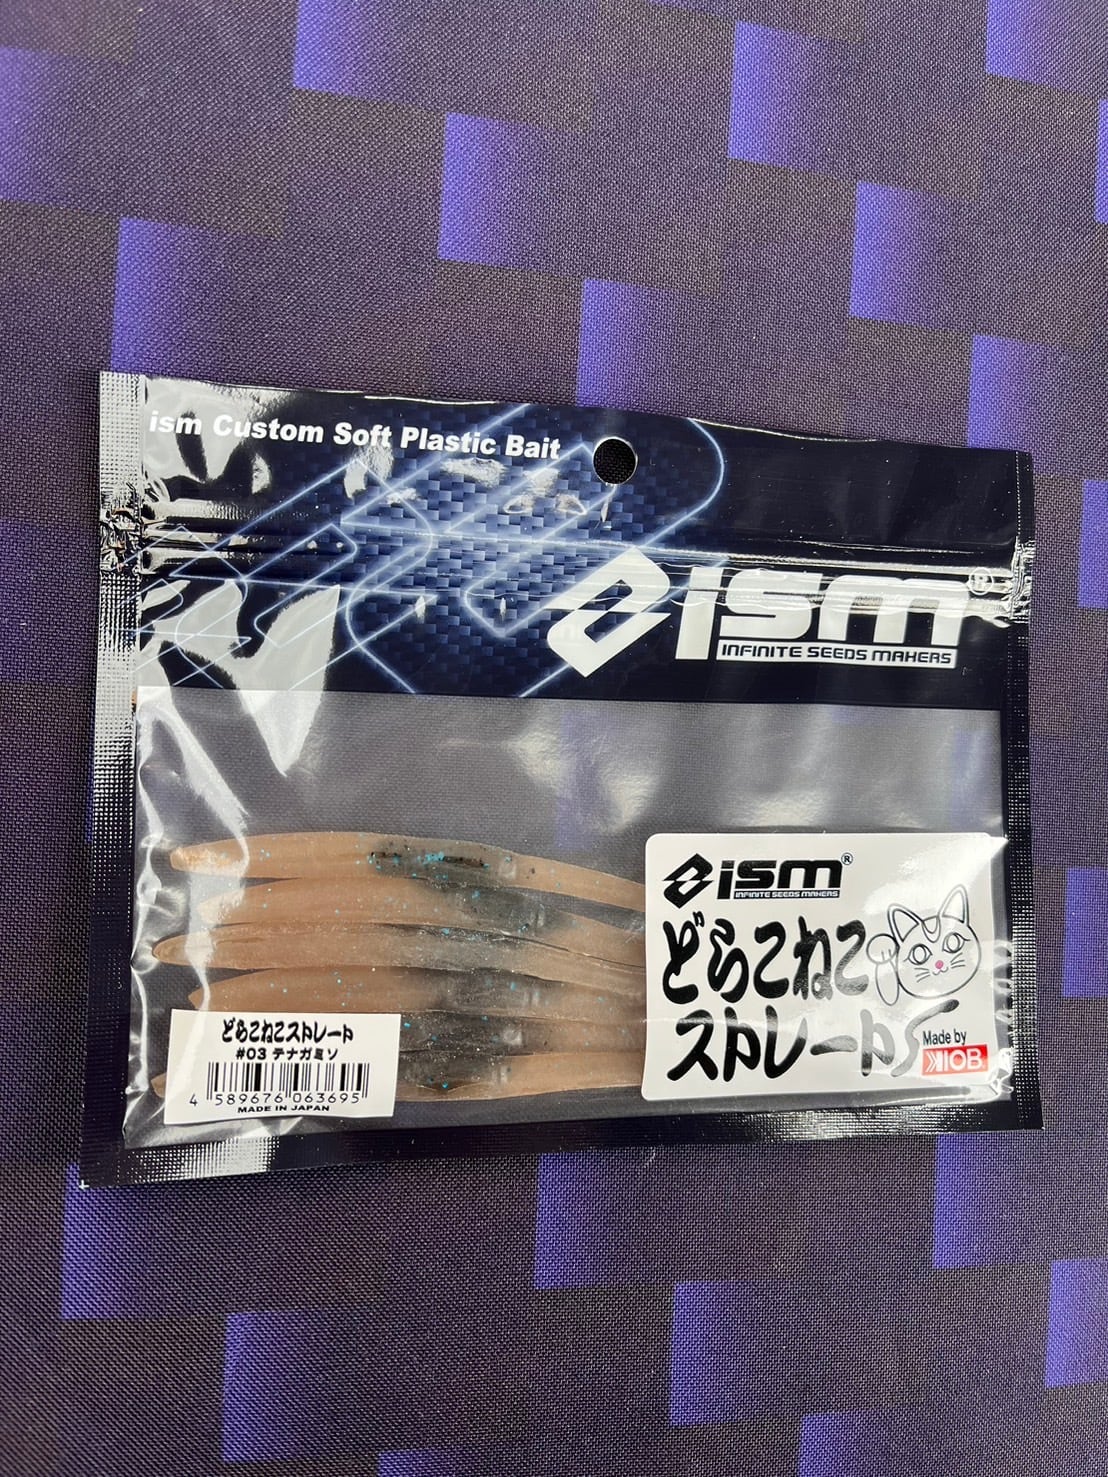 ism Custom Soft Plastic Bait
ism®
INFINITE SEEDS MAKERS
ism®
INFINITE SEEDS MAKERS
どらこねこ
ストレート
Made by
KIOB
どらこねこストレート
#03 テナガミソ
4 589676 063695
MADE IN JAPAN